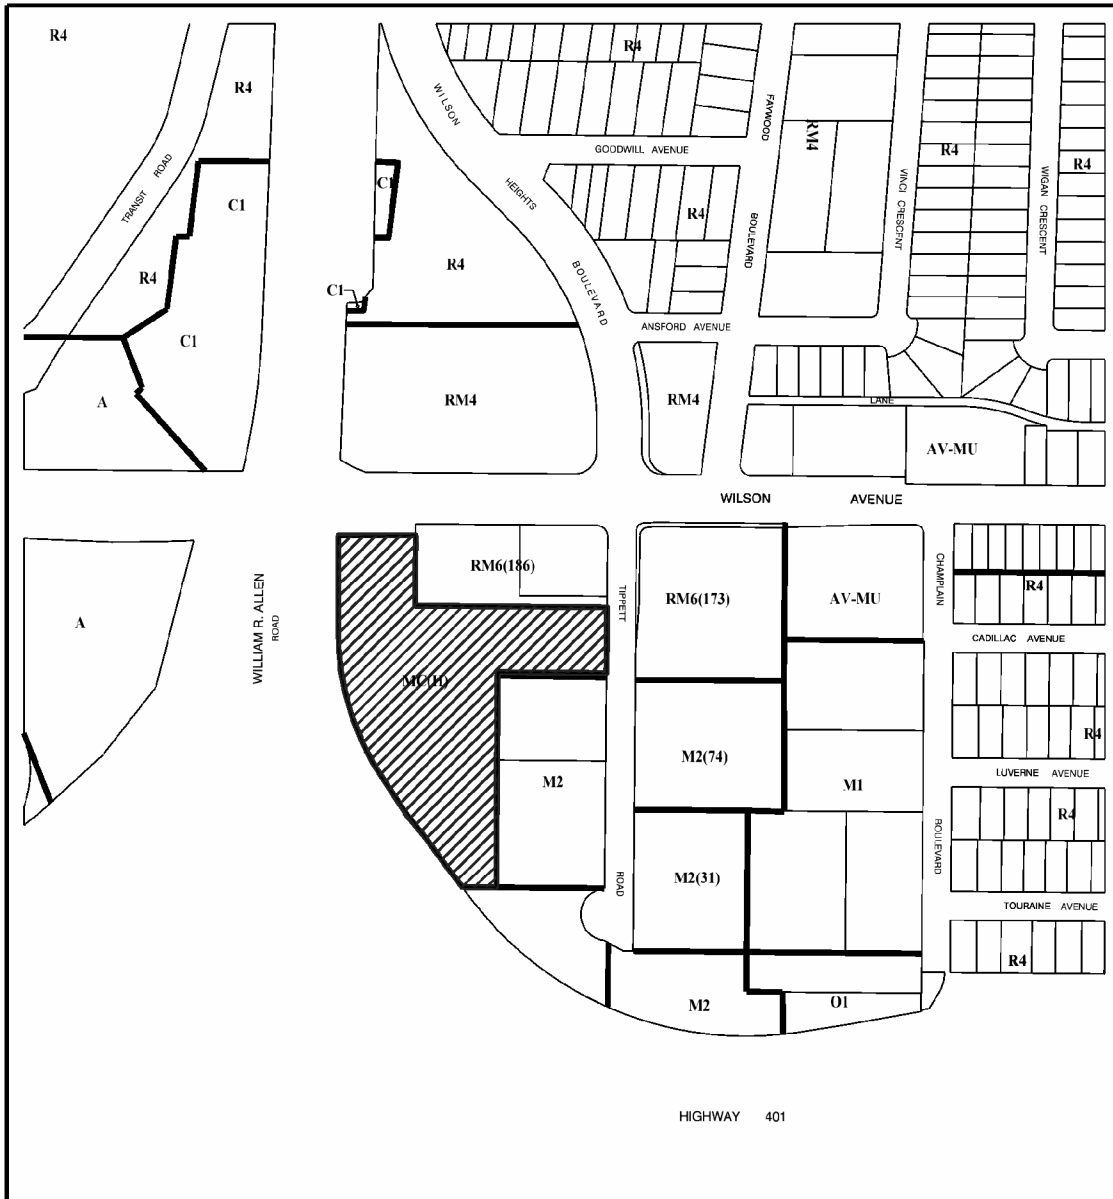 R4
R4
R4
WILSON
HEIGHTS
BOULEVARD
FAYWOOD
BOULEVARD
RM4
VINCI CRESCENT
R4
WIGAN CRESCENT
R4
GOODWILL AVENUE
TRANSIT ROAD
C1
C1
R4
R4
R4
C1
ANSFORD AVENUE
C1
A
RM4
RM4
LANE
AV-MU
WILSON AVENUE
WILLIAM R. ALLEN
ROAD
RM6(186)
TIPPETT
ROAD
RM6(173)
AV-MU
CHAMPLAIN
BOULEVARD
R4
CADILLAC AVENUE
A
MC(H)
M2(74)
R4
LUVERNE AVENUE
M2
M1
R4
M2(31)
TOURAINE AVENUE
R4
M2
O1
HIGHWAY 401